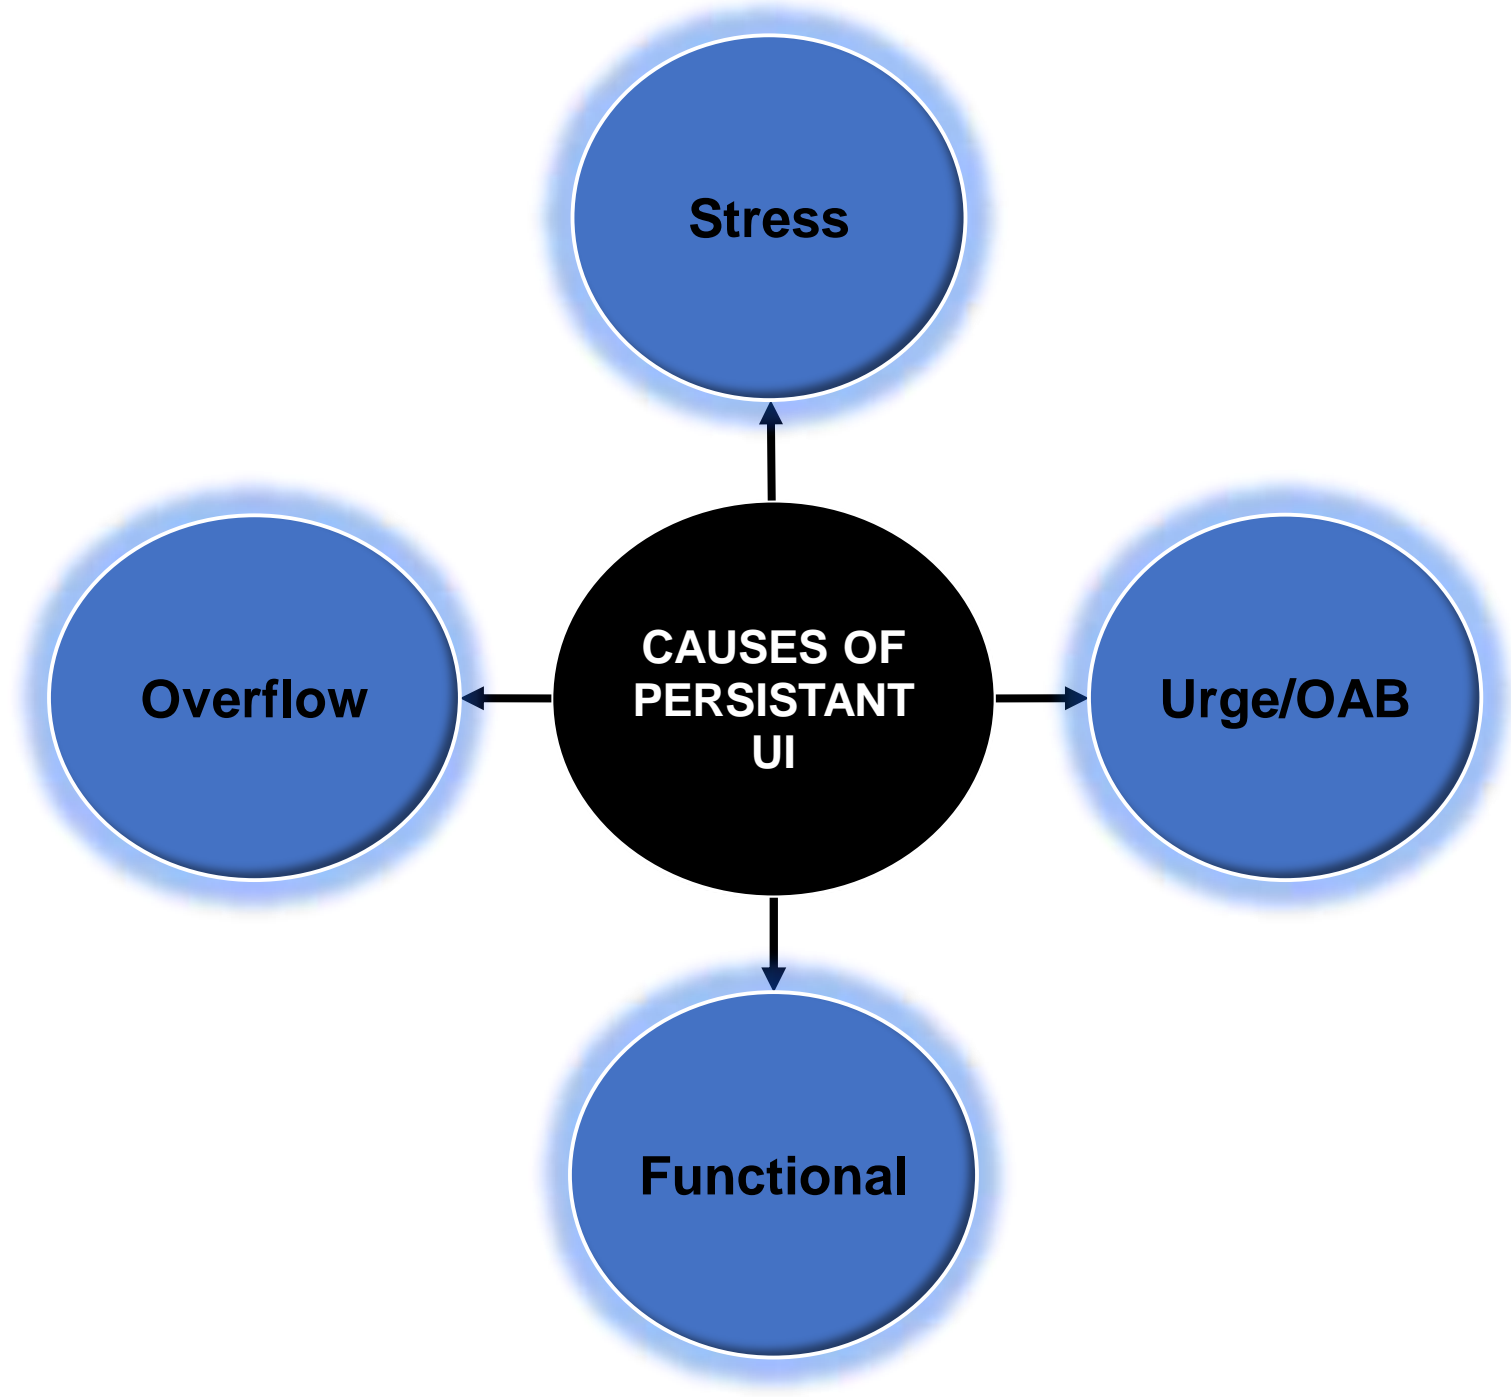 Stress
Overflow
CAUSES OF
PERSISTANT
UI
Urge/OAB
Functional